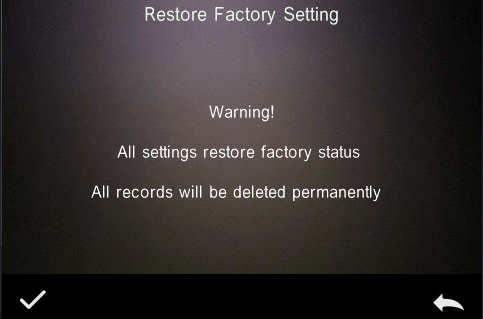 Restore Factory Setting
Warning!
All settings restore factory status
All records will be deleted permanently